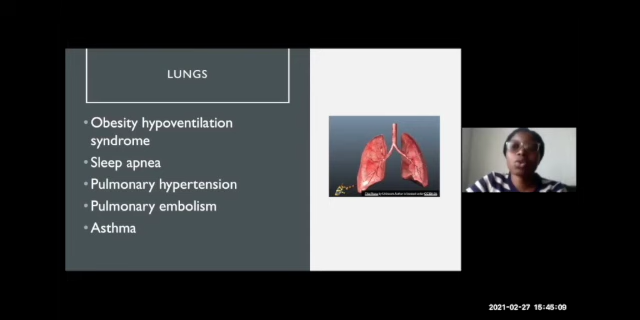 LUNGS
• Obesity hypoventilation
syndrome
• Sleep apnea
• Pulmonary hypertension
• Pulmonary embolism
• Asthma
2021-02-27 15:45:09